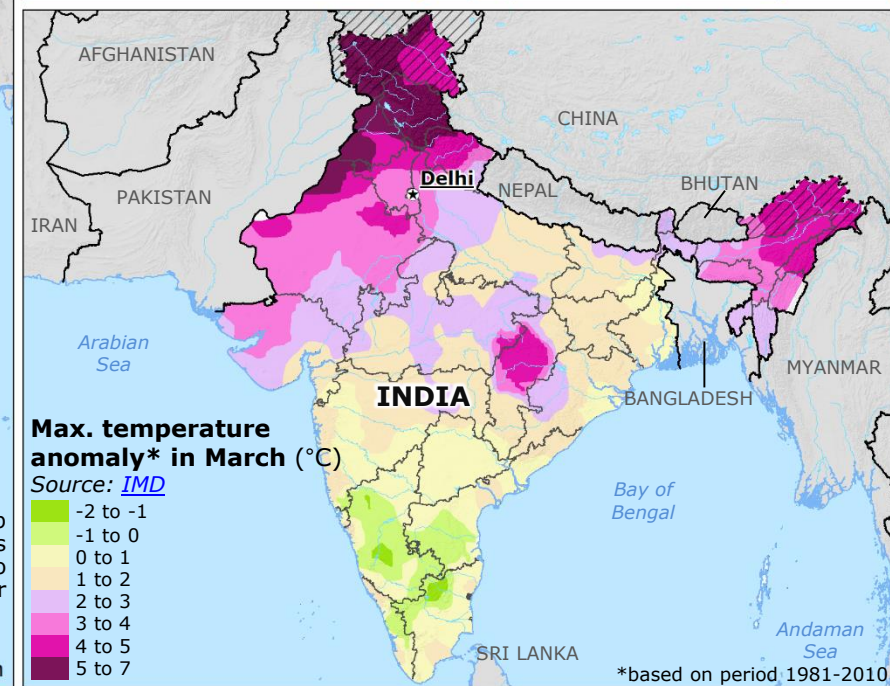 AFGHANISTAN
CHINA
Delhi
PAKISTAN
NEPAL
BHUTAN
IRAN
Arabian
Sea
INDIA
MYANMAR
BANGLADESH
Max. temperature
anomaly* in March (°C)
Source: IMD
-2 to -1
-1 to 0
0 to 1
1 to 2
2 to 3
3 to 4
4 to 5
5 to 7
Bay of
Bengal
Andaman
Sea
SRI LANKA
*based on period 1981-2010